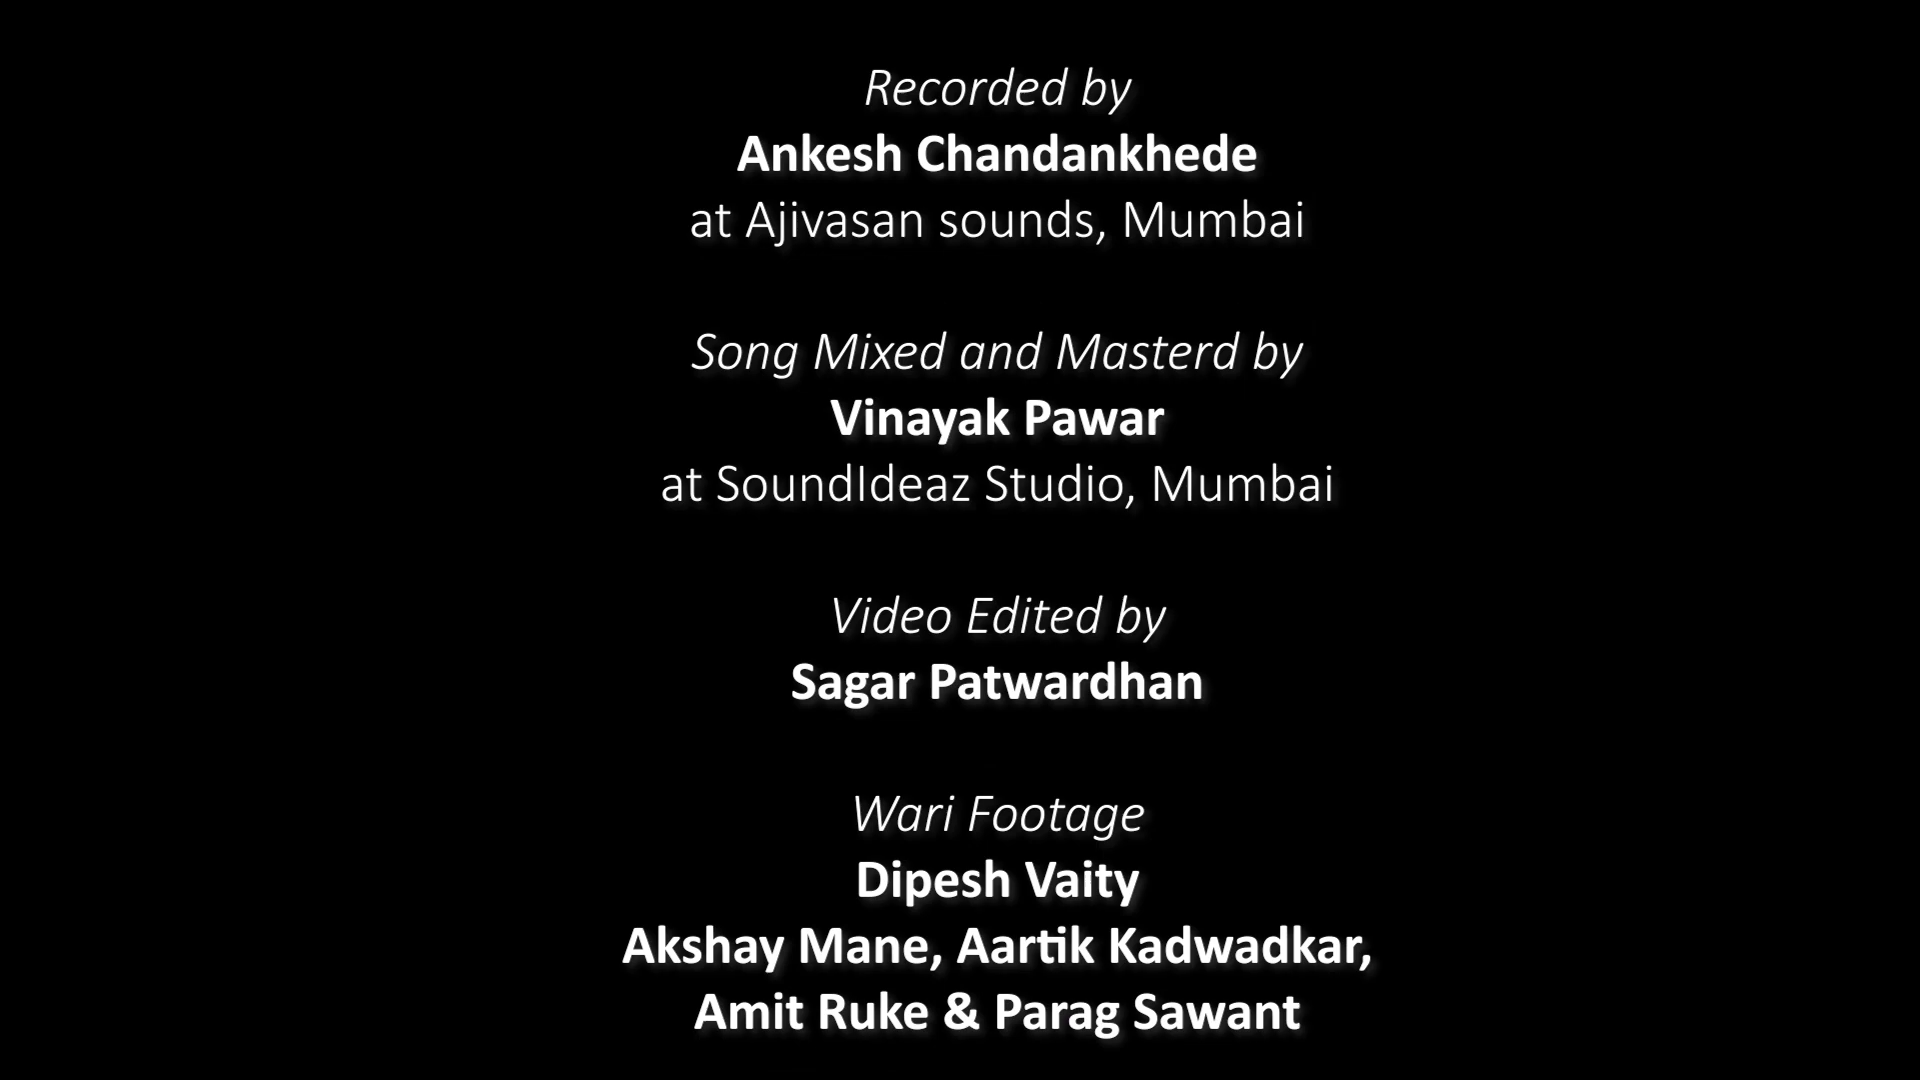 Recorded by
Ankesh Chandankhede
at Ajivasan sounds, Mumbai
Song Mixed and Masterd by
Vinayak Pawar
at SoundIdeaz Studio, Mumbai
Video Edited by
Sagar Patwardhan
Wari Footage
Dipesh Vaity
Akshay Mane, Aartik Kadwadkar,
Amit Ruke & Parag Sawant